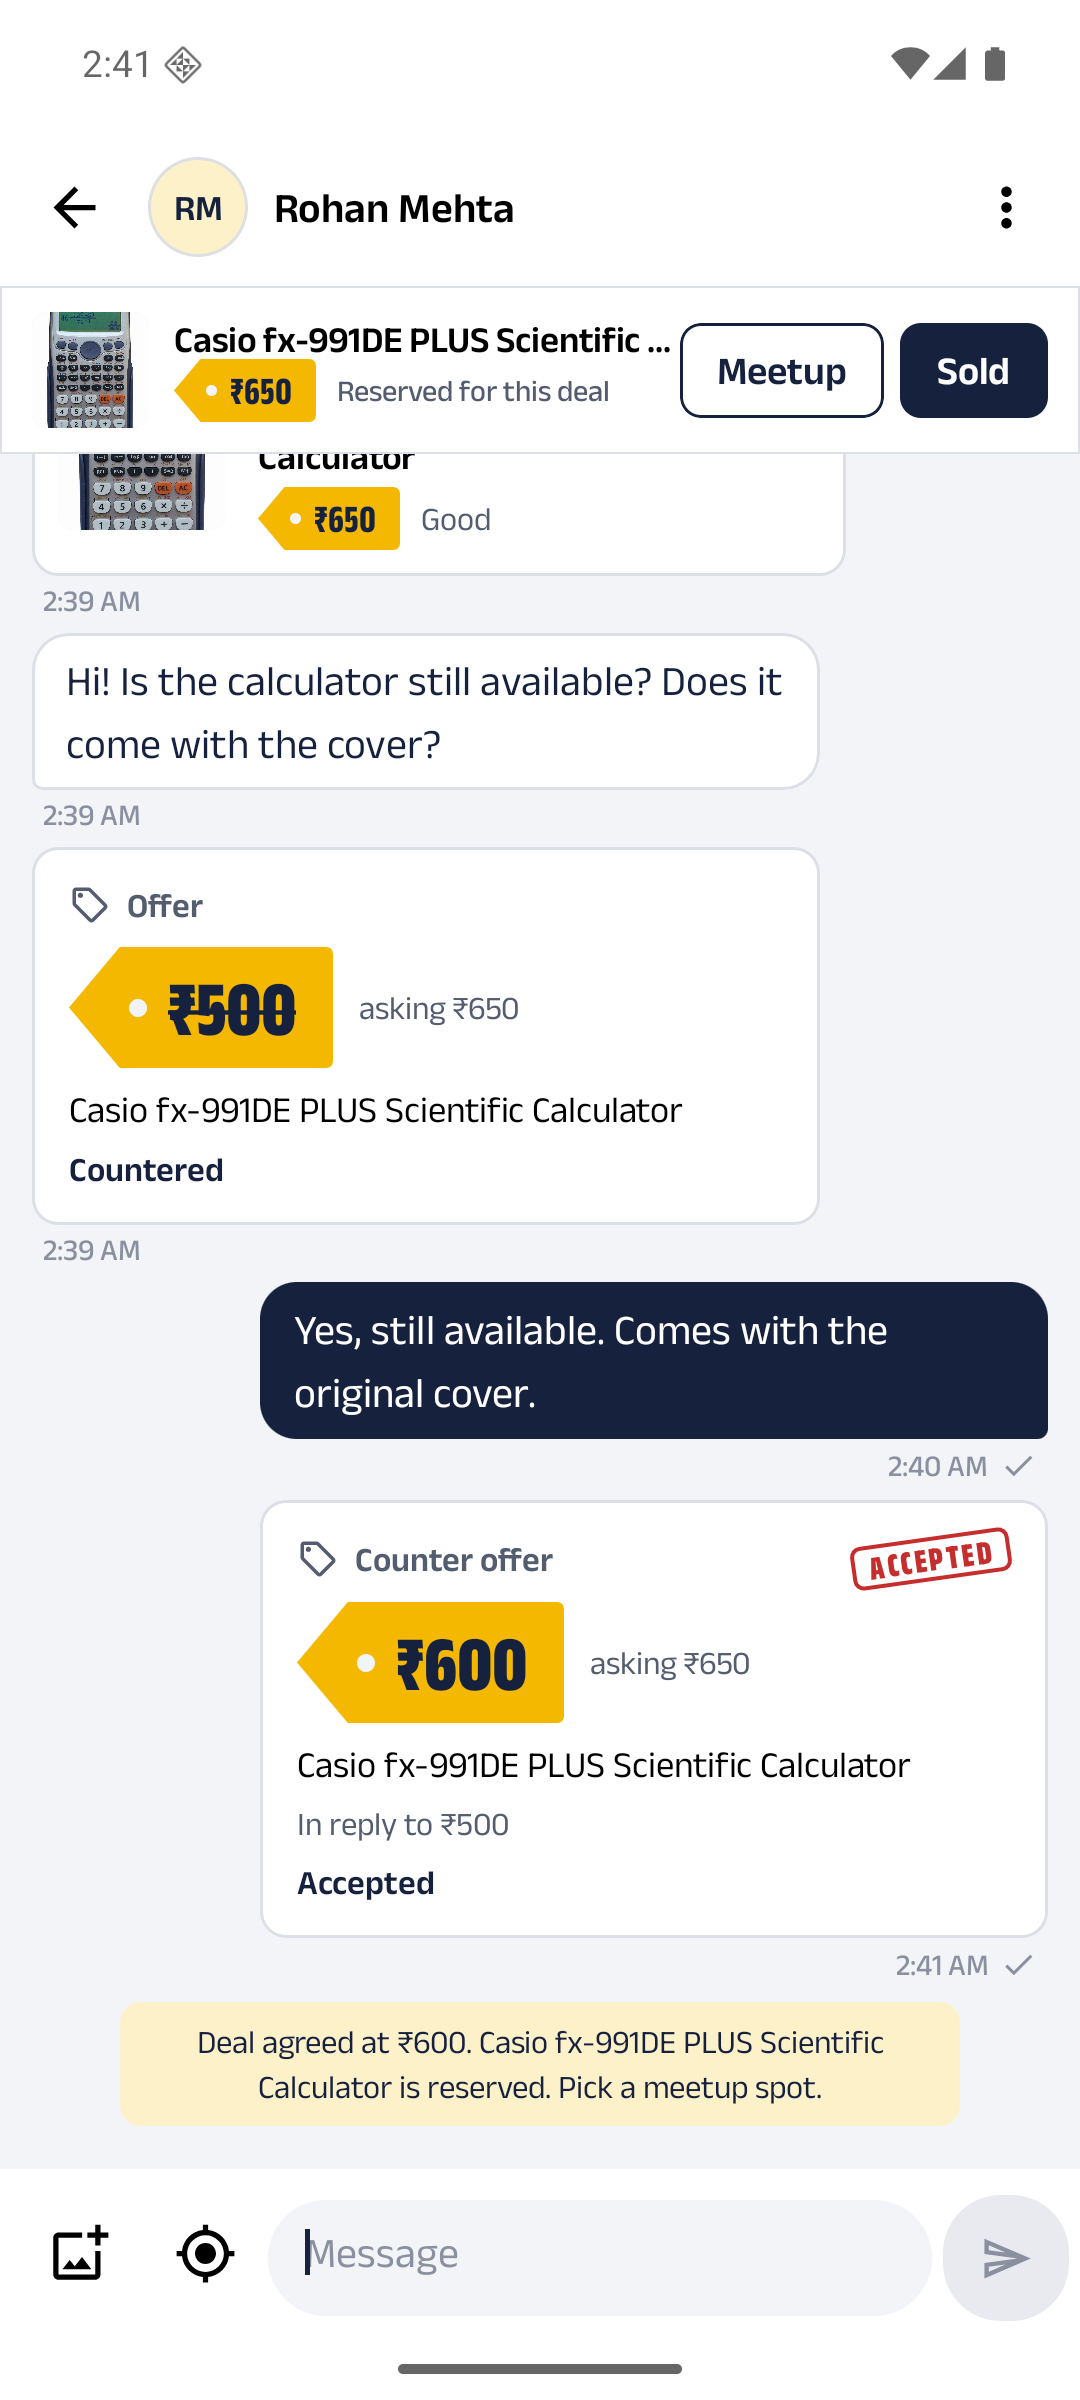 2:41
RM
Rohan Mehta
Casio fx-991DE PLUS Scientific ...
₹650
Reserved for this deal
Meetup
Sold
Calculator
₹650
Good
2:39 AM
Hi! Is the calculator still available? Does it
come with the cover?
2:39 AM
Offer
₹500
asking ₹650
Casio fx-991DE PLUS Scientific Calculator
Countered
2:39 AM
Yes, still available. Comes with the
original cover.
2:40 AM
Counter offer
ACCEPTED
₹600
asking ₹650
Casio fx-991DE PLUS Scientific Calculator
In reply to ₹500
Accepted
2:41 AM
Deal agreed at ₹600. Casio fx-991DE PLUS Scientific
Calculator is reserved. Pick a meetup spot.
Message